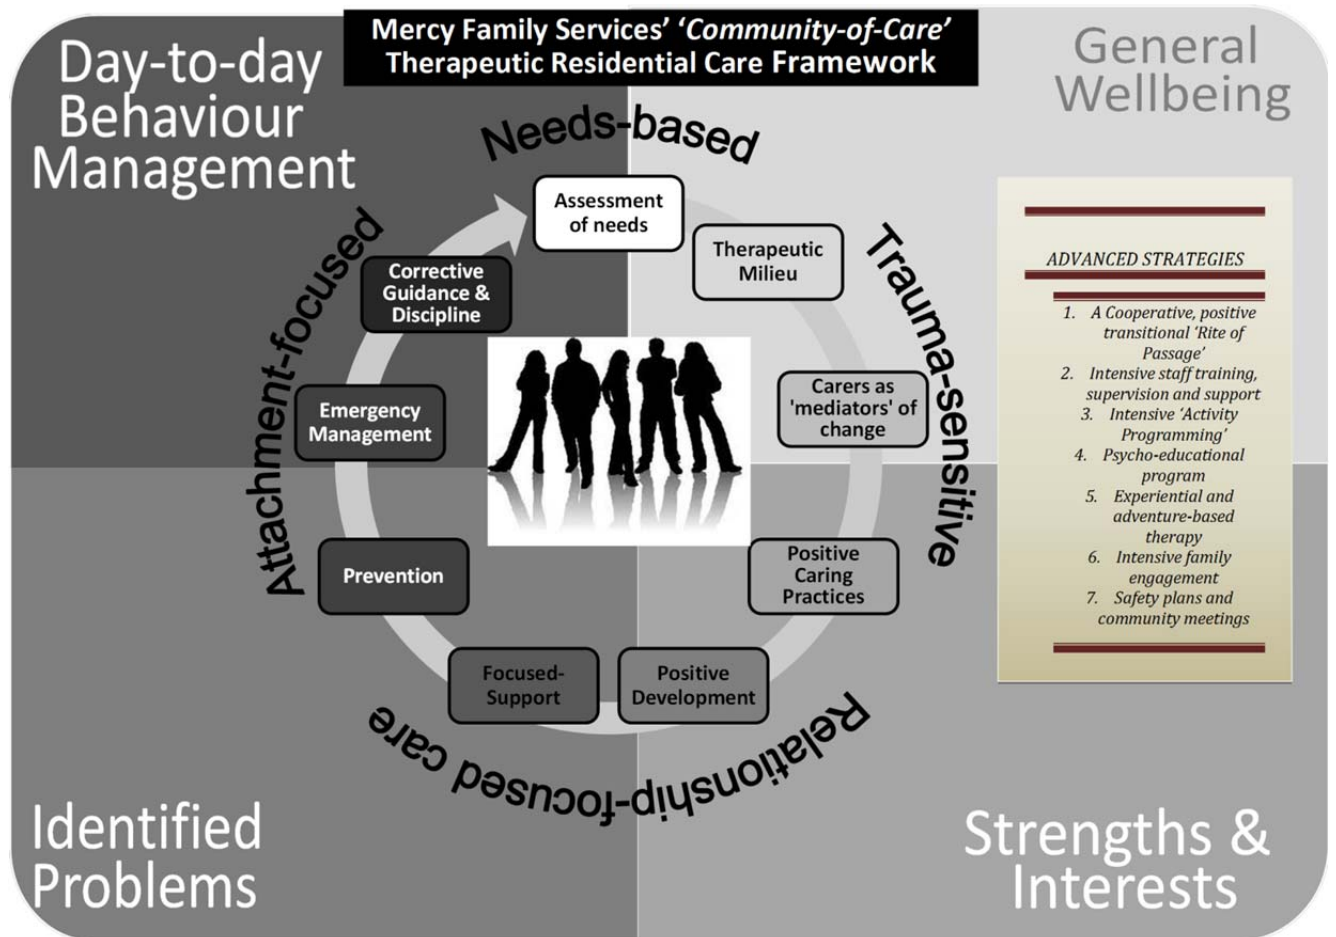 Mercy Family Services' 'Community-of-Care'
Therapeutic Residential Care Framework
Day-to-day
Behaviour
Management
General
Wellbeing
Needs-based
Trauma-sensitive
Relationship-focused care
Attachment-focused
Assessment
of needs
Therapeutic
Milieu
Carers as
'mediators' of
change
Positive
Caring
Practices
Positive
Development
Focused-
Support
Prevention
Emergency
Management
Corrective
Guidance &
Discipline
ADVANCED STRATEGIES
1. A Cooperative, positive
transitional 'Rite of
Passage'
2. Intensive staff training,
supervision and support
3. Intensive 'Activity
Programming'
4. Psycho-educational
program
5. Experiential and
adventure-based
therapy
6. Intensive family
engagement
7. Safety plans and
community meetings
Identified
Problems
Strengths &
Interests